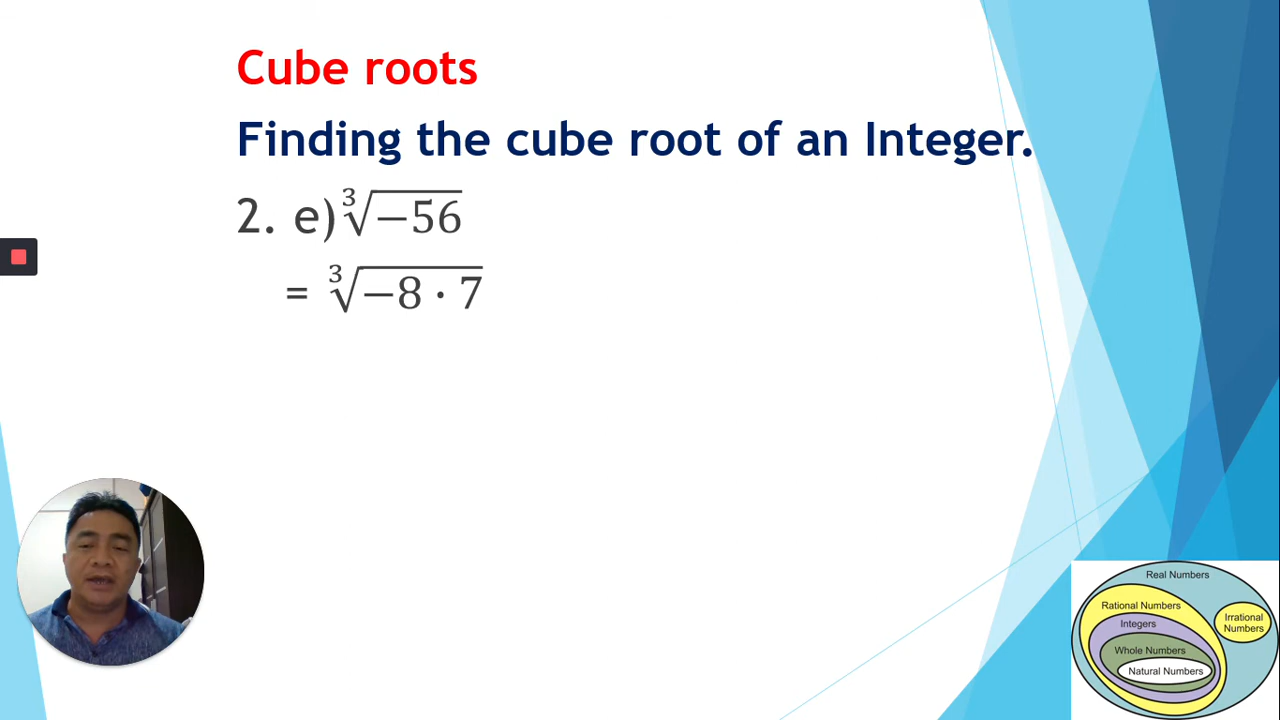 Cube roots
Finding the cube root of an Integer.
2. e) ∛−56
= ∛−8 · 7
Real Numbers
Rational Numbers
Irrational
Numbers
Integers
Whole Numbers
Natural Numbers